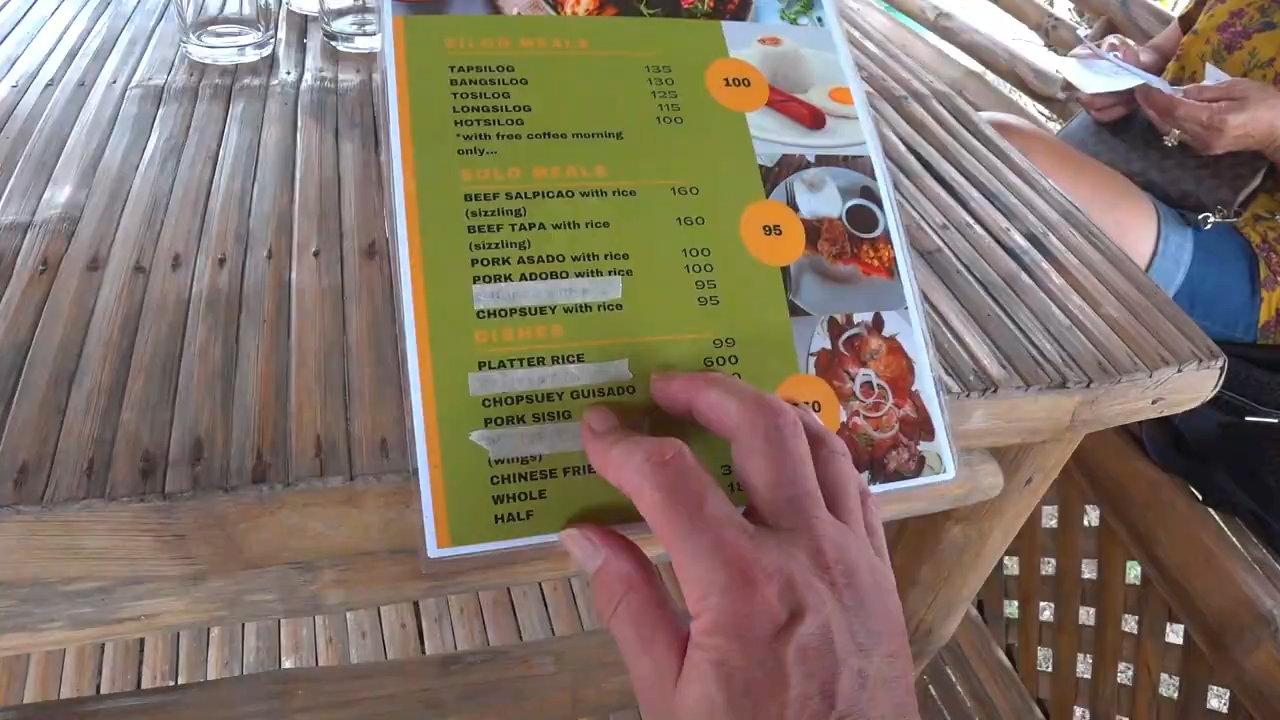 SILOG MEALS
TAPSILOG 135
BANGSILOG 130
TOSILOG 125
LONGSILOG 115
HOTSILOG 100
*with free coffee morning
only...
100
SOLO MEALS
BEEF SALPICAO with rice 160
(sizzling)
BEEF TAPA with rice 160
(sizzling)
PORK ASADO with rice 100
PORK ADOBO with rice 100
95
CHOPSUEY with rice 95
95
DISHES
PLATTER RICE 99
600
CHOPSUEY GUISADO
PORK SISIG
(wings)
CHINESE
WHOLE
HALF